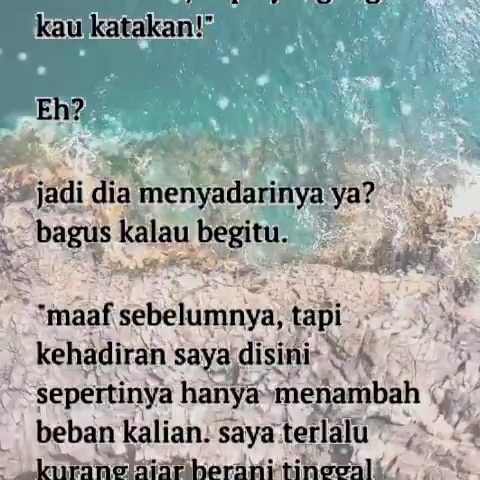 kau katakan!"
Eh?
jadi dia menyadarinya ya?
bagus kalau begitu.
"maaf sebelumnya, tapi
kehadiran saya disini
sepertinya hanya menambah
beban kalian. saya terlalu
kurang ajar berani tinggal